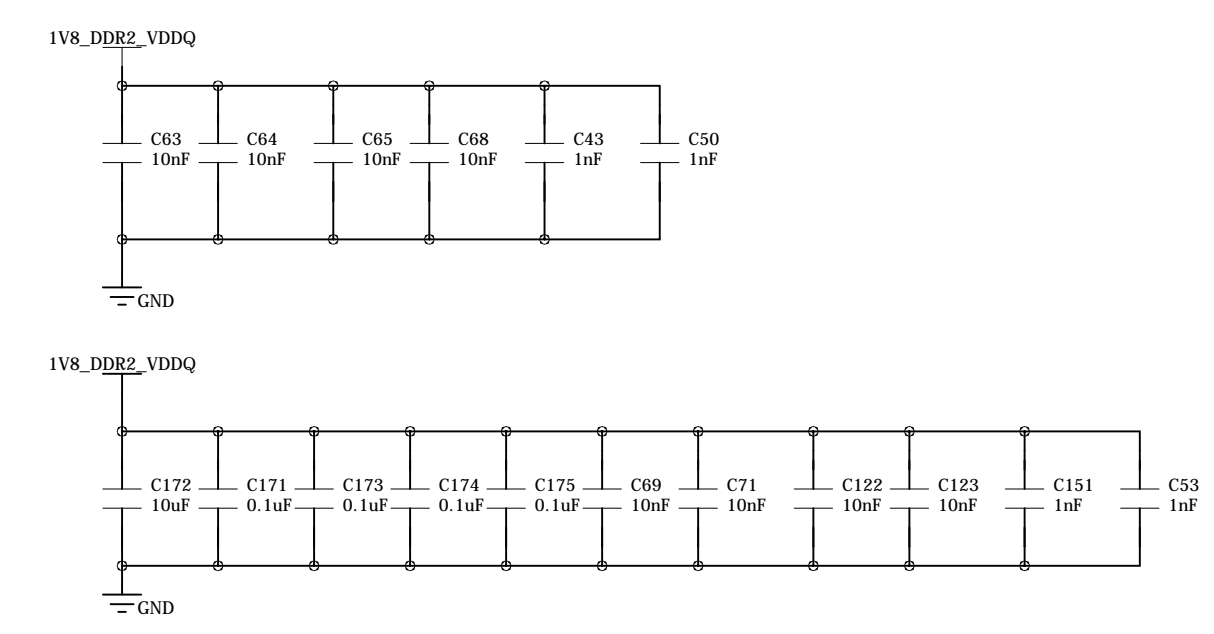 1V8_DDR2_VDDQ
C63 C64 C65 C68 C43 C50
10nF 10nF 10nF 10nF 1nF 1nF
GND
1V8_DDR2_VDDQ
C172 C171 C173 C174 C175 C69 C71 C122 C123 C151 C53
10uF 0.1uF 0.1uF 0.1uF 0.1uF 10nF 10nF 10nF 10nF 1nF 1nF
GND